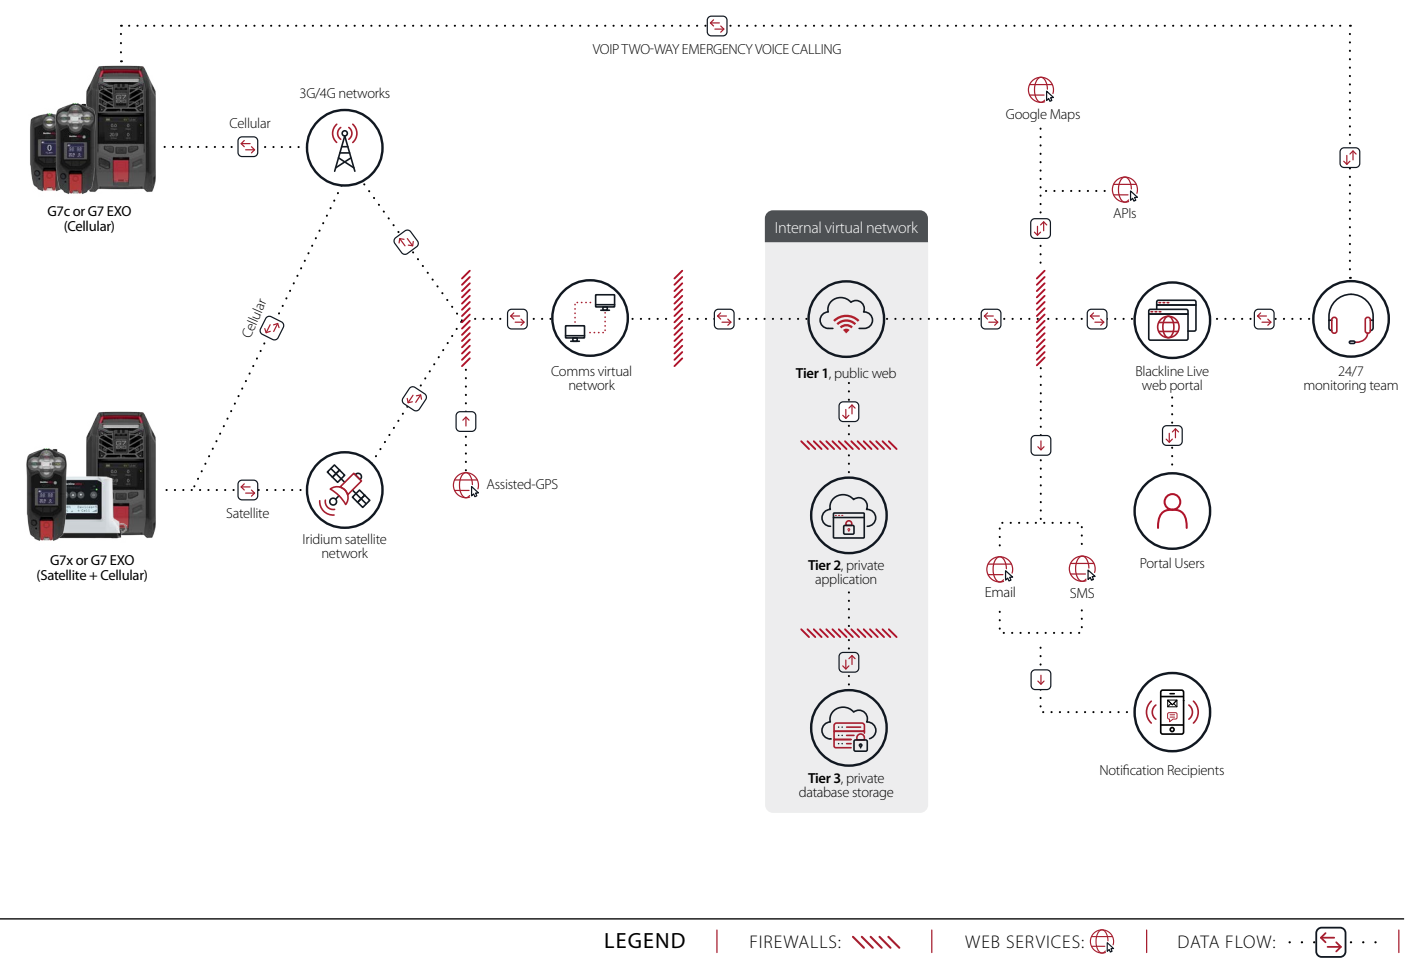 VOIP TWO-WAY EMERGENCY VOICE CALLING
3G/4G networks
Cellular
G7c or G7 EXO
(Cellular)
Google Maps
APIs
Internal virtual network
Cellular
Comms virtual
network
Tier 1, public web
Blackline Live
web portal
24/7
monitoring team
Assisted-GPS
Satellite
Iridium satellite
network
G7x or G7 EXO
(Satellite + Cellular)
Tier 2, private
application
Email
SMS
Portal Users
Tier 3, private
database storage
Notification Recipients
LEGEND
FIREWALLS:
WEB SERVICES:
DATA FLOW: